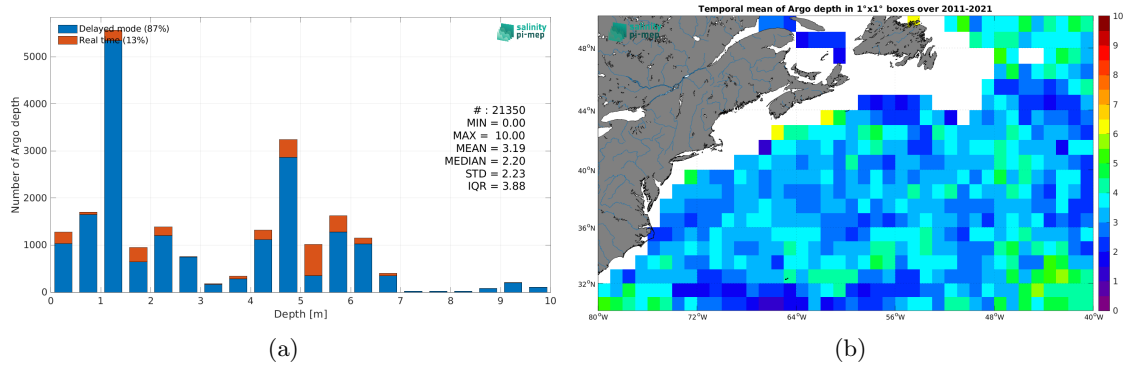 Delayed mode (87%)
Real time (13%)
salinity
pi-mep
5000
4000
3000
2000
1000
0
Number of Argo depth
# : 21350
MIN = 0.00
MAX = 10.00
MEAN = 3.19
MEDIAN = 2.20
STD = 2.23
IQR = 3.88
0 1 2 3 4 5 6 7 8 9 10
Depth [m]
(a)
Temporal mean of Argo depth in 1°x1° boxes over 2011-2021
salinity
pi-mep
48°N
44°N
40°N
36°N
32°N
80°W 72°W 64°W 56°W 48°W 40°W
10
9
8
7
6
5
4
3
2
1
0
(b)